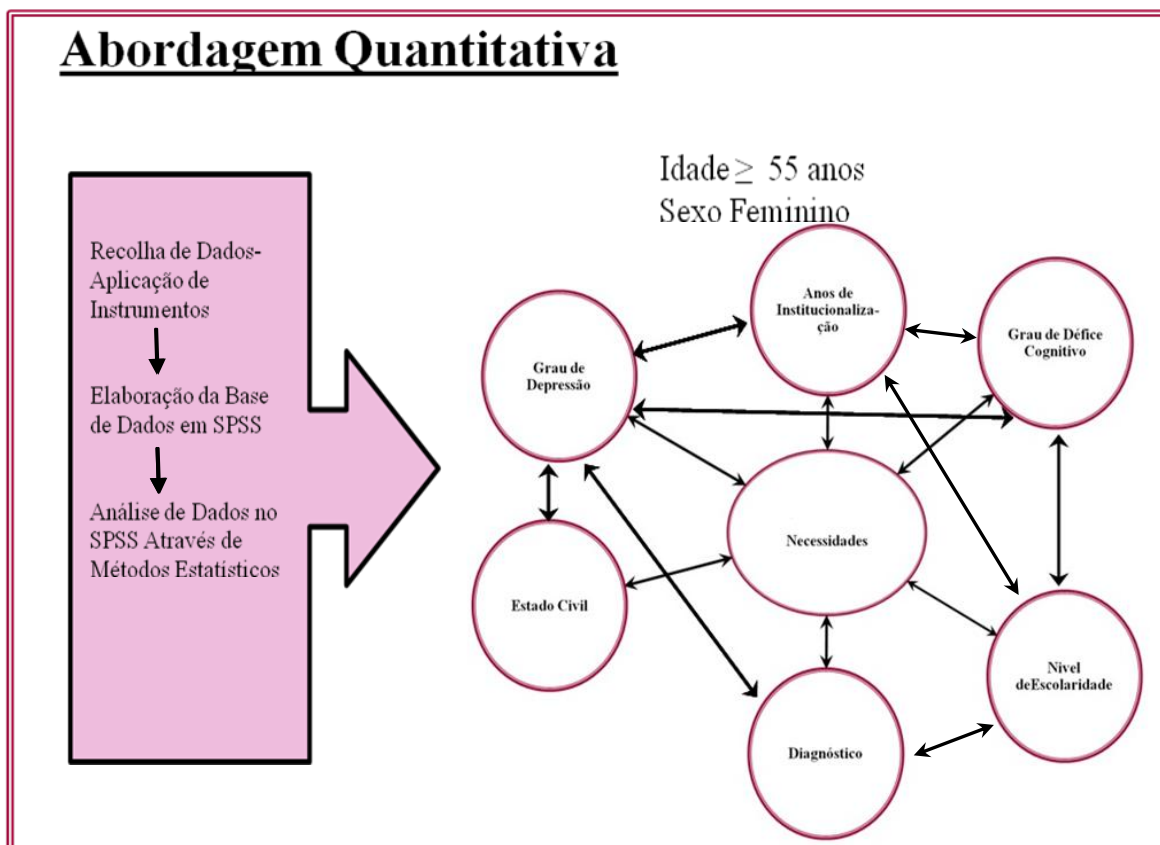 Abordagem Quantitativa
Recolha de Dados-
Aplicação de
Instrumentos
Elaboração da Base
de Dados em SPSS
Análise de Dados no
SPSS Através de
Métodos Estatísticos
Idade ≥ 55 anos
Sexo Feminino
Anos de
Institucionaliza-
ção
Grau de Défice
Cognitivo
Grau de
Depressão
Necessidades
Estado Civil
Nível
deEscolaridade
Diagnóstico